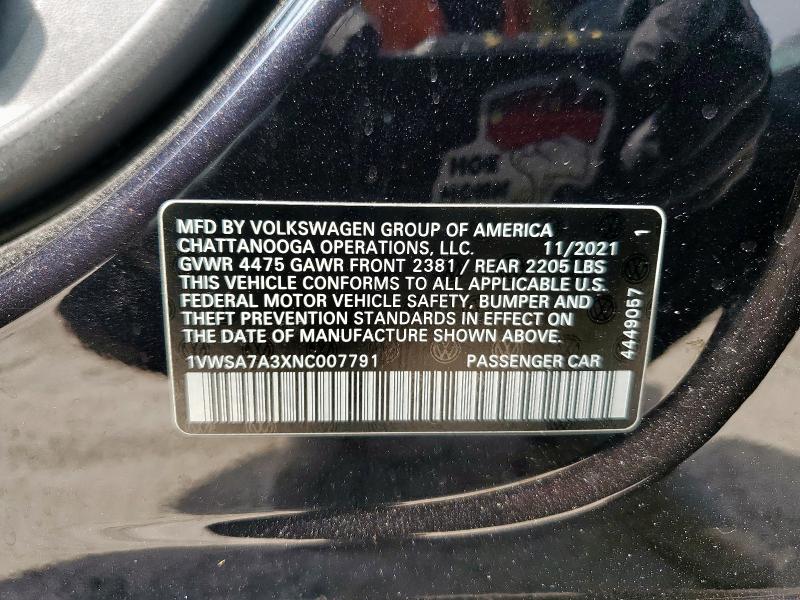 MFD BY VOLKSWAGEN GROUP OF AMERICA
CHATTANOOGA OPERATIONS, LLC. 11/2021
GVWR 4475 GAWR FRONT 2381 / REAR 2205 LBS
THIS VEHICLE CONFORMS TO ALL APPLICABLE U.S.
FEDERAL MOTOR VEHICLE SAFETY, BUMPER AND
THEFT PREVENTION STANDARDS IN EFFECT ON
THE DATE OF MANUFACTURE SHOWN ABOVE.
1VWSA7A3XNC007791 PASSENGER CAR
4449057 1